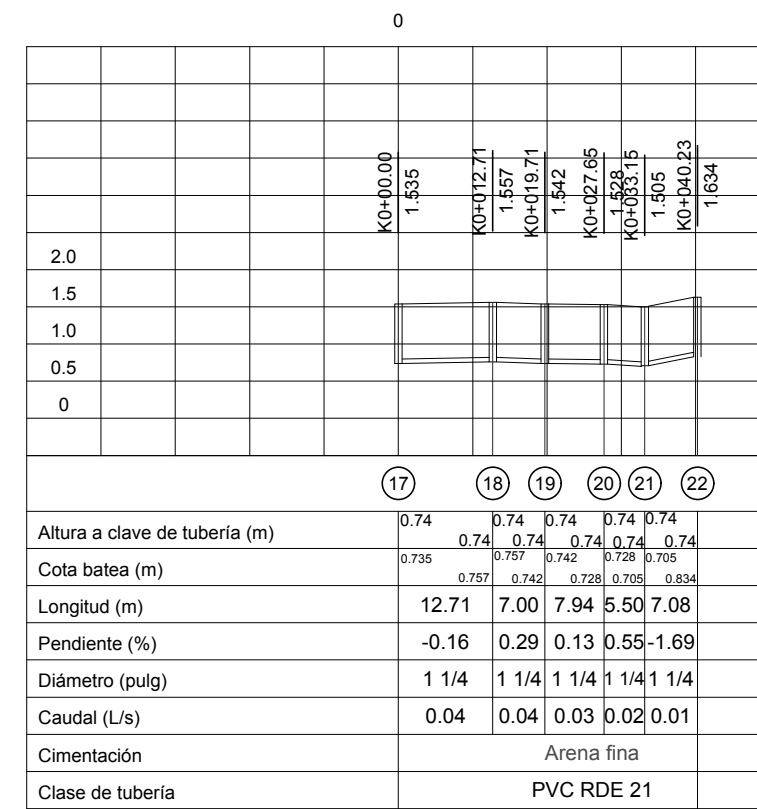 0
K0+00.00
1.535
K0+012.71
1.557
K0+019.71
1.542
K0+027.65
1.528
K0+033.15
1.505
K0+040.23
1.634
2.0
1.5
1.0
0.5
0
17 18 19 20 21 22
Altura a clave de tubería (m) 0.74 0.74 0.74 0.74 0.74
0.74 0.74 0.74 0.74 0.74
Cota batea (m) 0.735 0.757 0.742 0.728 0.705
0.757 0.742 0.728 0.705 0.834
Longitud (m) 12.71 7.00 7.94 5.50 7.08
Pendiente (%) -0.16 0.29 0.13 0.55 -1.69
Diámetro (pulg) 1 1/4 1 1/4 1 1/4 1 1/4 1 1/4
Caudal (L/s) 0.04 0.04 0.03 0.02 0.01
Cimentación Arena fina
Clase de tubería PVC RDE 21